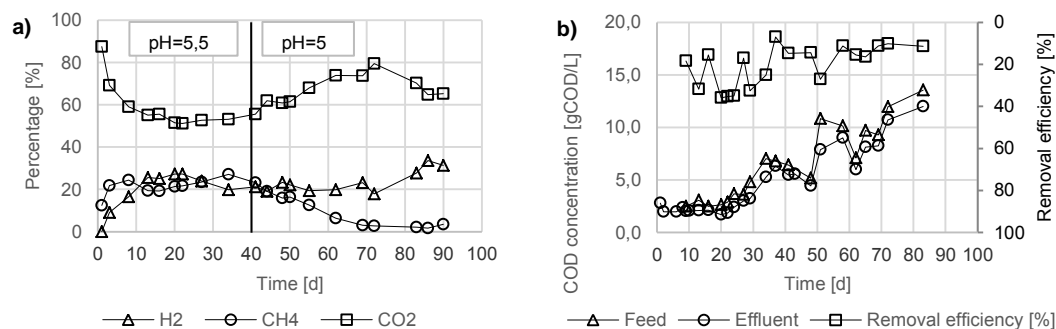 a)
pH=5,5
pH=5
Percentage [%]
100
80
60
40
20
0
0 10 20 30 40 50 60 70 80 90 100
Time [d]
H2 CH4 CO2
b)
COD concentration [gCOD/L]
20,0
15,0
10,0
5,0
0,0
0 10 20 30 40 50 60 70 80 90 100
Time [d]
0
20
40
60
80
100
Removal efficiency [%]
Feed Effluent Removal efficiency [%]